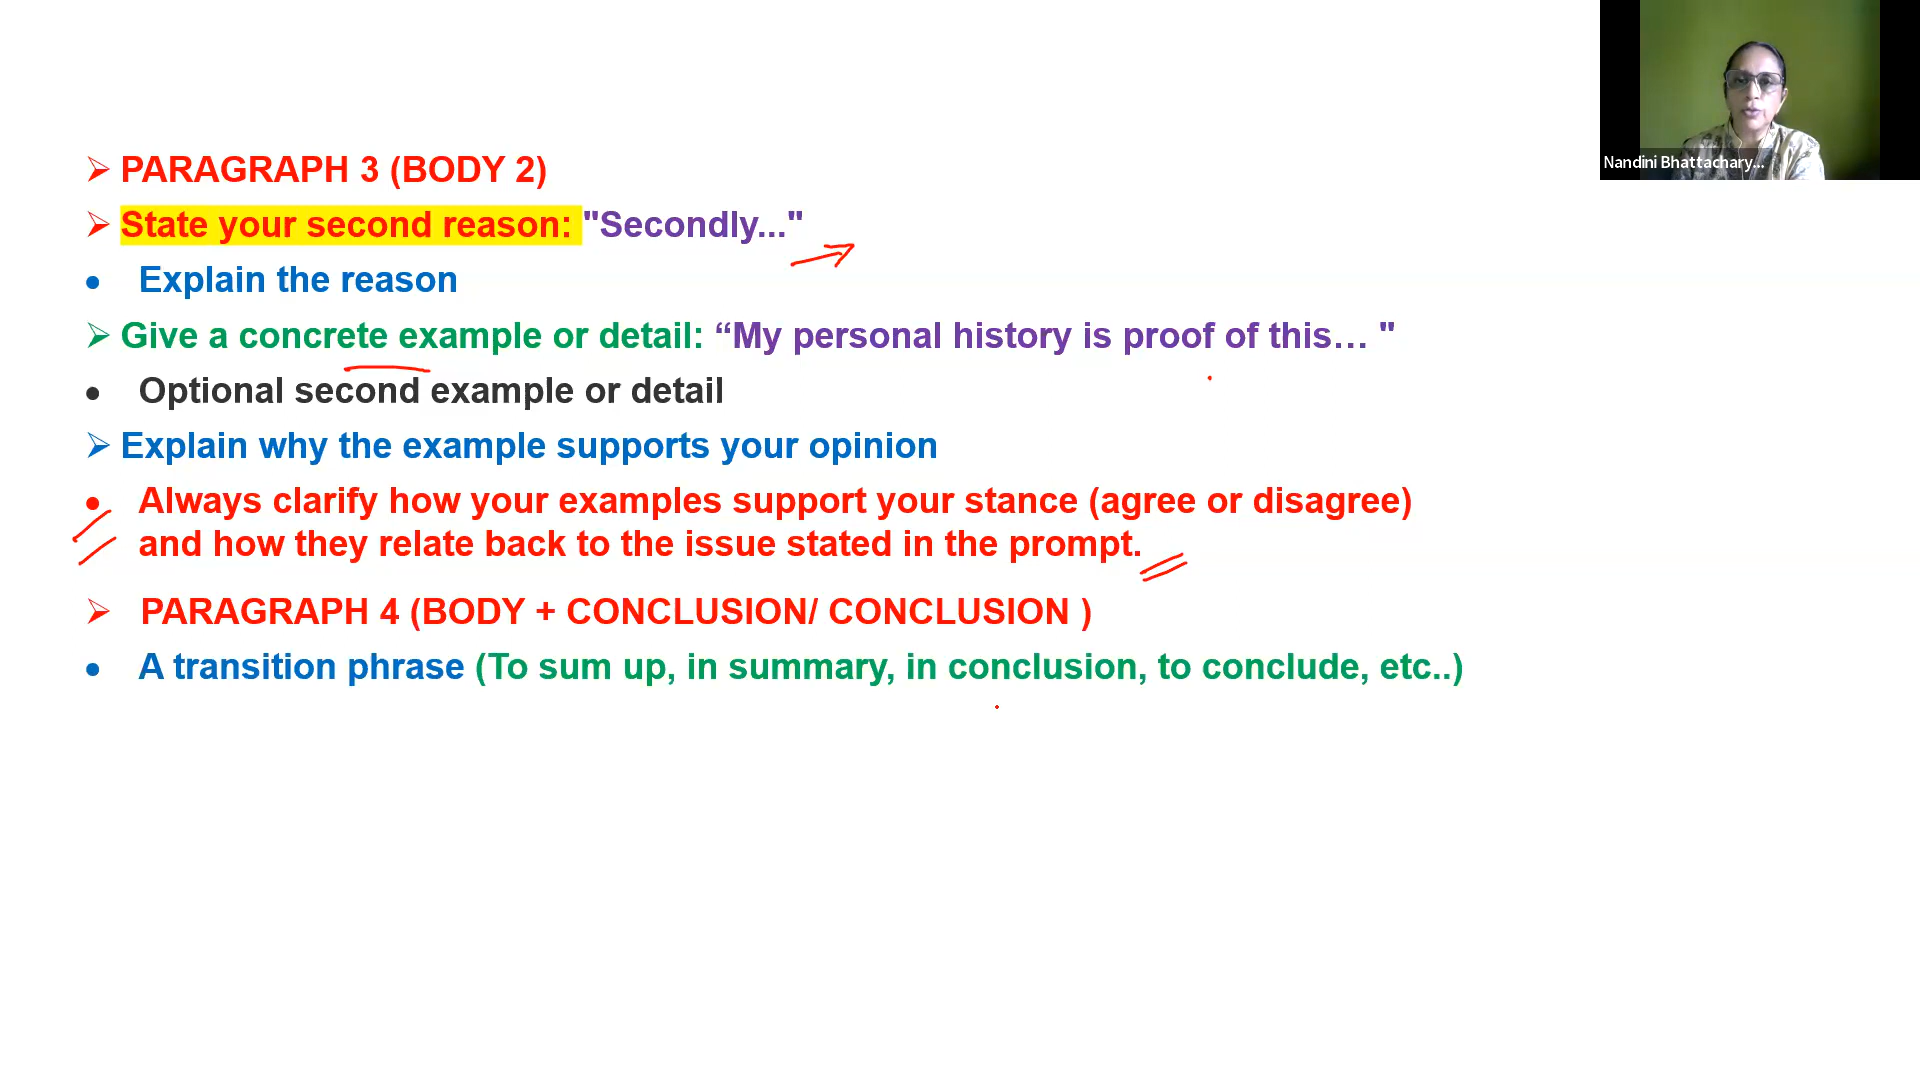 PARAGRAPH 3 (BODY 2)
State your second reason: "Secondly..."
Explain the reason
Give a concrete example or detail: “My personal history is proof of this… "
Optional second example or detail
Explain why the example supports your opinion
Always clarify how your examples support your stance (agree or disagree)
and how they relate back to the issue stated in the prompt.
PARAGRAPH 4 (BODY + CONCLUSION/ CONCLUSION )
A transition phrase (To sum up, in summary, in conclusion, to conclude, etc..)
Nandini Bhattachary...